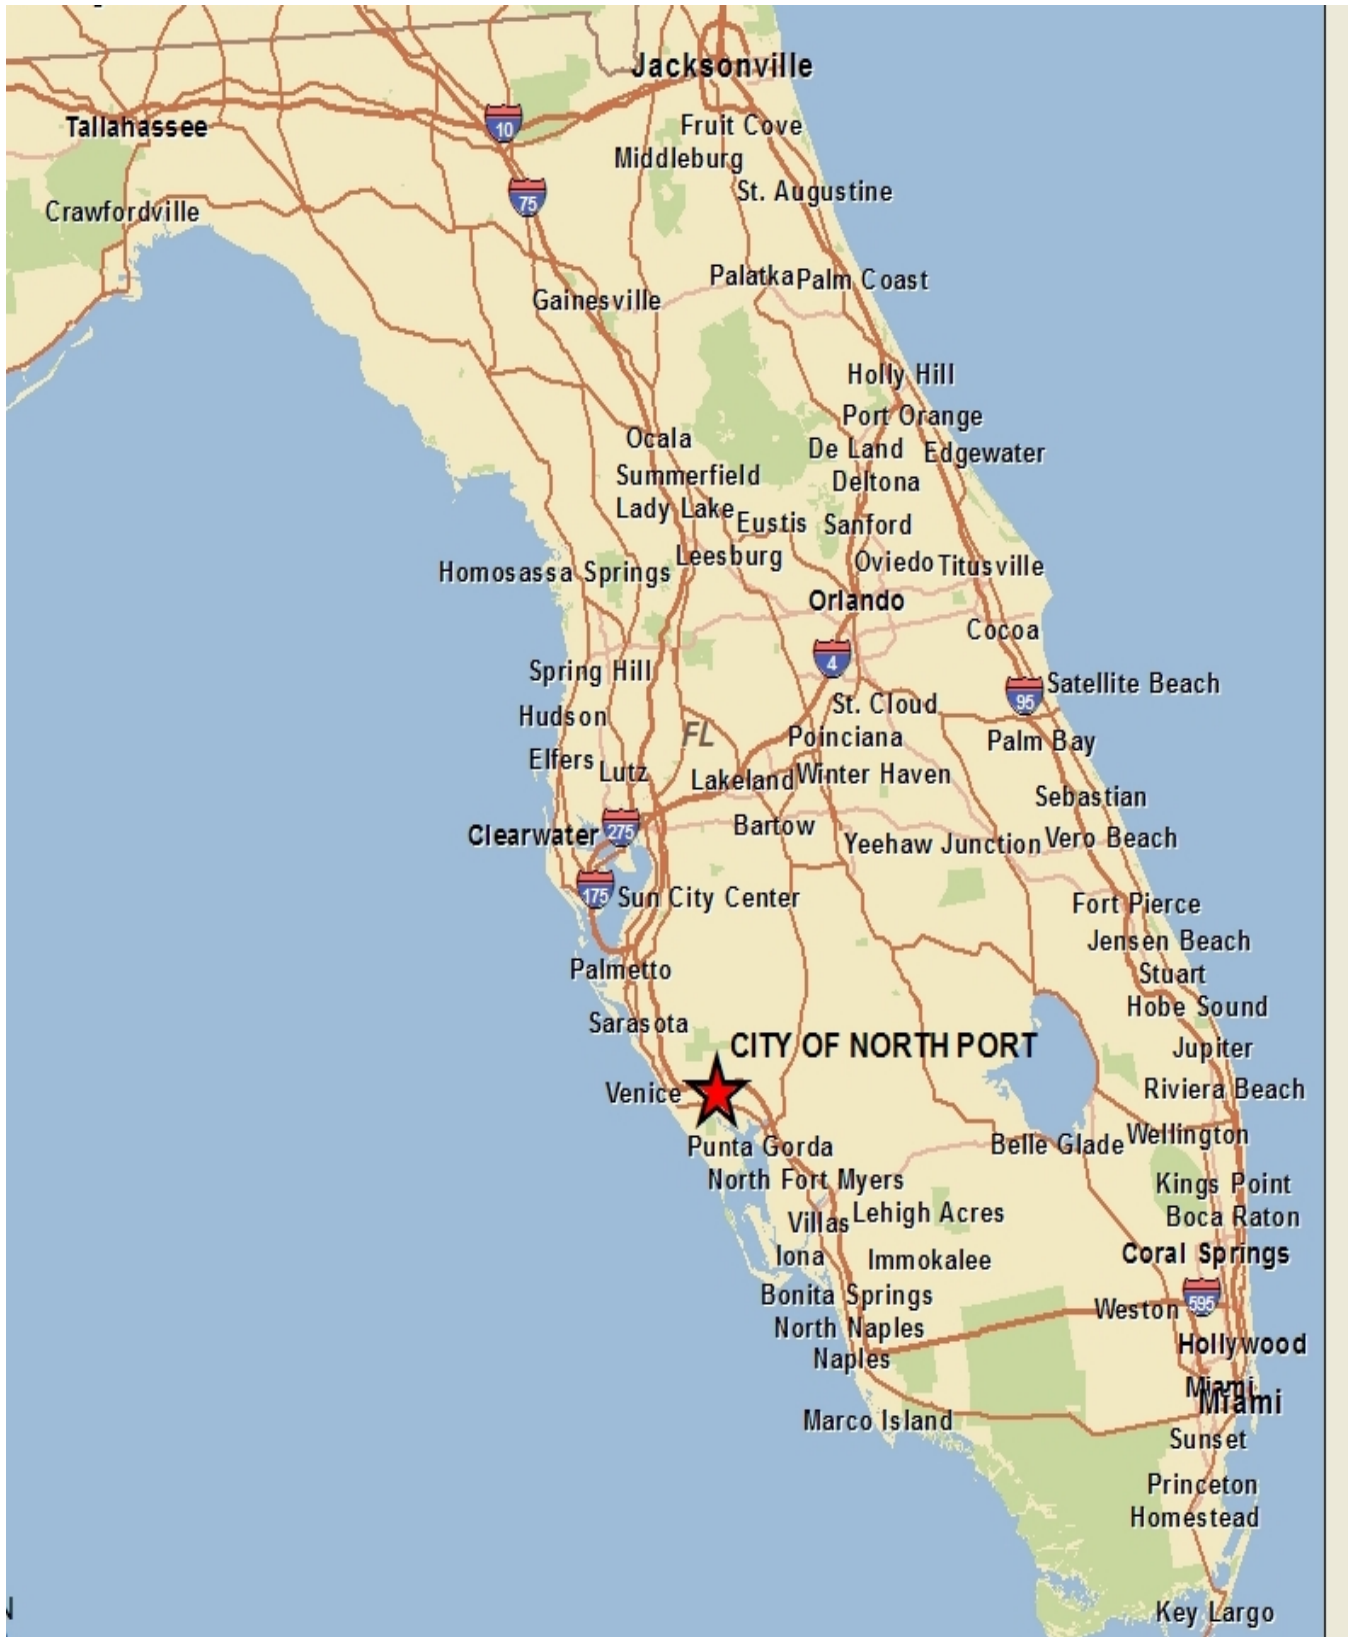 Jacksonville
Tallahassee
10
Fruit Cove
Middleburg
75
St. Augustine
Crawfordville
Palatka
Palm Coast
Gainesville
Holly Hill
Port Orange
Ocala
De Land
Edgewater
Summerfield
Deltona
Lady Lake
Eustis
Sanford
Leesburg
Oviedo
Titusville
Homosassa Springs
Orlando
Cocoa
4
Spring Hill
Satellite Beach
95
St. Cloud
Hudson
FL
Poinciana
Palm Bay
Elfers
Lutz
Lakeland
Winter Haven
Sebastian
Clearwater
275
Bartow
Yeehaw Junction
Vero Beach
175
Sun City Center
Fort Pierce
Jensen Beach
Palmetto
Stuart
Hobe Sound
Sarasota
CITY OF NORTH PORT
Jupiter
Venice
Riviera Beach
Punta Gorda
Belle Glade
Wellington
North Fort Myers
Kings Point
Villas
Lehigh Acres
Boca Raton
Iona
Immokalee
Coral Springs
Bonita Springs
595
Weston
North Naples
Hollywood
Naples
Miami
Miami
Marco Island
Sunset
Princeton
Homestead
Key Largo